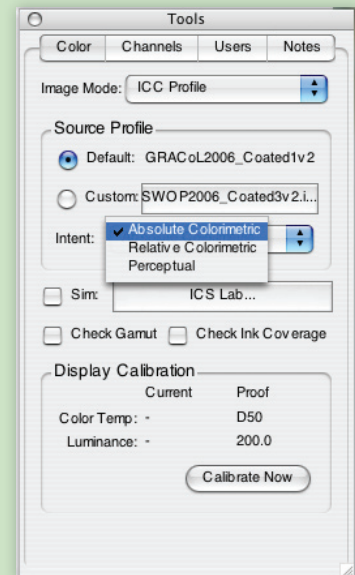 Tools
Color Channels Users Notes
Image Mode: ICC Profile
Source Profile
Default: GRACoL2006_Coated1v2
Custom: SWOP2006_Coated3v2.i...
Intent: ✓ Absolute Colorimetric
Relative Colorimetric
Perceptual
Sim: ICS Lab...
Check Gamut Check Ink Coverage
Display Calibration
Current Proof
Color Temp: - D50
Luminance: - 200.0
Calibrate Now